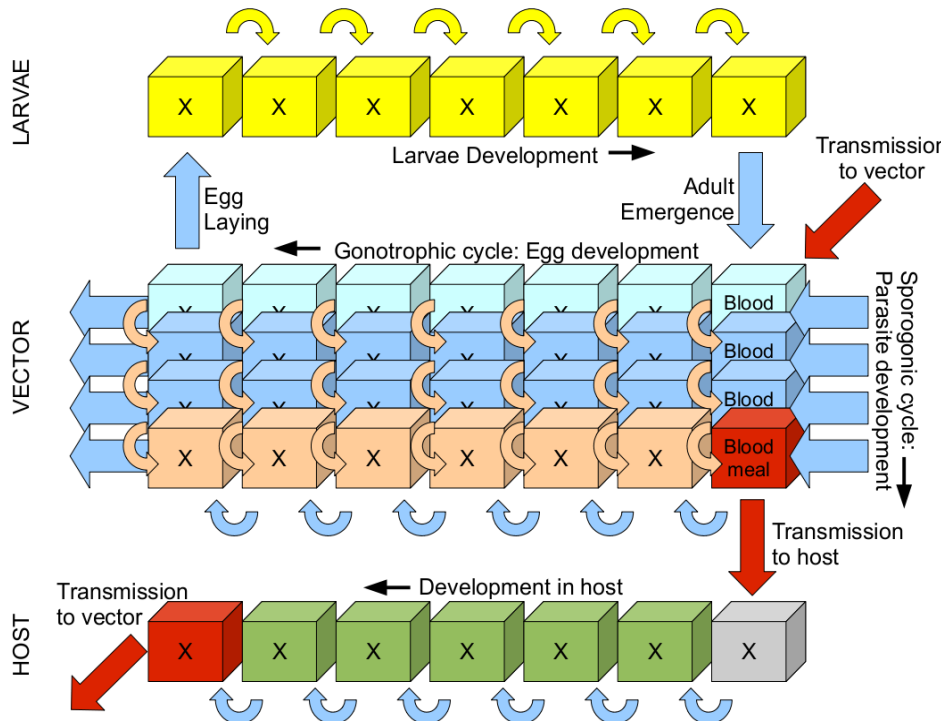 LARVAE
X X X X X X X
Larvae Development
Transmission
to vector
Egg
Laying
Adult
Emergence
Gonotrophic cycle: Egg development
VECTOR
X X X X X X Blood
X X X X X X Blood
X X X X X X Blood
X X X X X X Blood
meal
Sporogonic cycle:
Parasite development
Transmission
to host
Transmission
to vector
Development in host
HOST
X X X X X X X